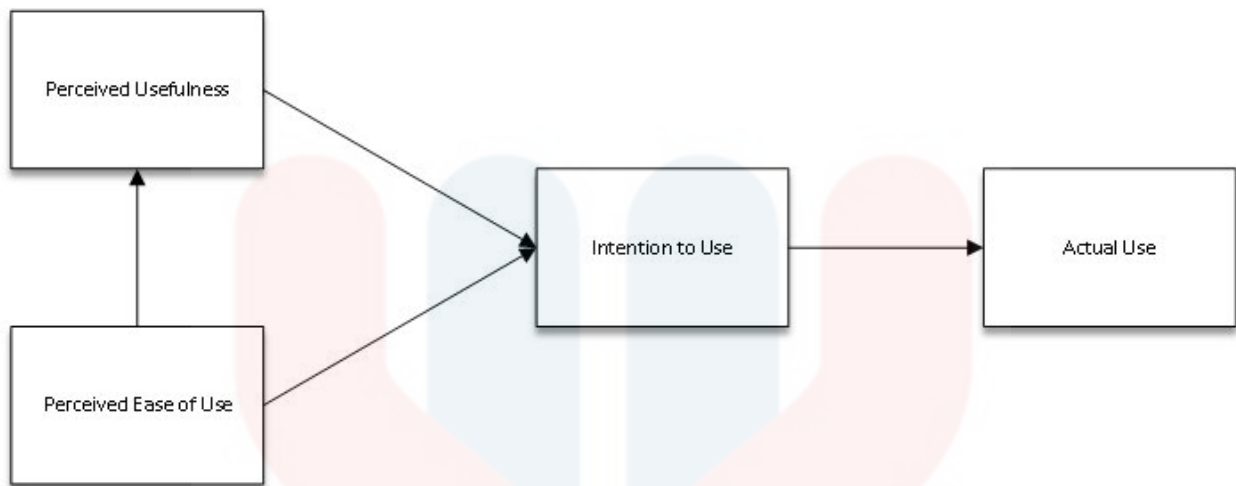 Perceived Usefulness
Intention to Use
Actual Use
Perceived Ease of Use